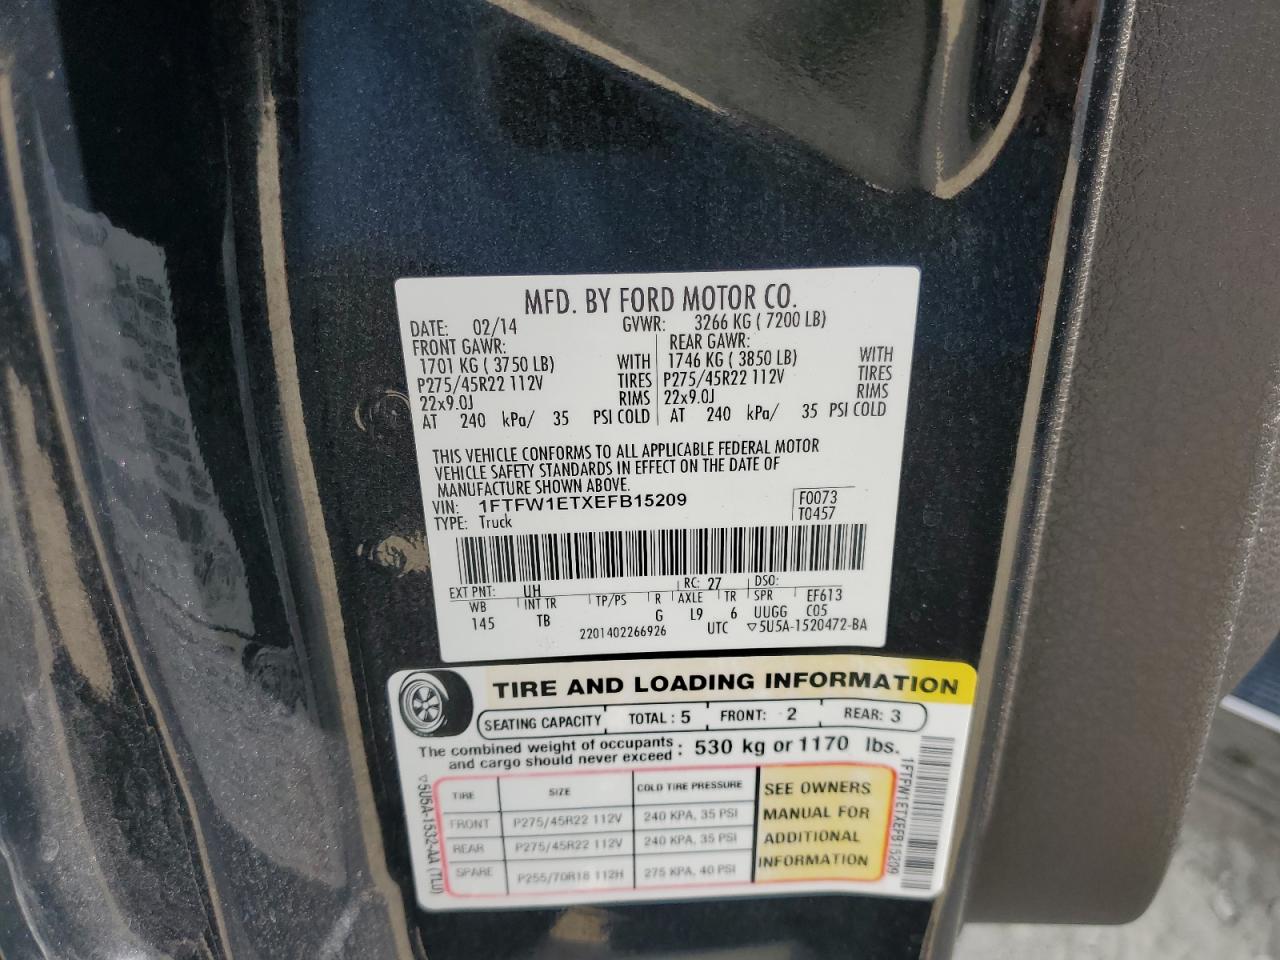 MFD. BY FORD MOTOR CO.
DATE: 02/14 GVWR: 3266 KG ( 7200 LB)
FRONT GAWR: REAR GAWR:
1701 KG ( 3750 LB) WITH 1746 KG ( 3850 LB) WITH
P275/45R22 112V TIRES P275/45R22 112V TIRES
22x9.0J RIMS 22x9.0J RIMS
AT 240 kPa/ 35 PSI COLD AT 240 kPa/ 35 PSI COLD
THIS VEHICLE CONFORMS TO ALL APPLICABLE FEDERAL MOTOR
VEHICLE SAFETY STANDARDS IN EFFECT ON THE DATE OF
MANUFACTURE SHOWN ABOVE.
VIN: 1FTFW1ETXEFB15209 F0073
TYPE: Truck T0457
EXT PNT: UH RC: 27 DSO:
WB INT TR TP/PS R AXLE TR SPR EF613
145 TB G L9 6 UUGG C05
2201402266926 UTC ▽5U5A-1520472-BA
TIRE AND LOADING INFORMATION
SEATING CAPACITY TOTAL : 5 FRONT: 2 REAR: 3
The combined weight of occupants
and cargo should never exceed : 530 kg or 1170 lbs.
TIRE SIZE COLD TIRE PRESSURE
FRONT P275/45R22 112V 240 KPA, 35 PSI
REAR P275/45R22 112V 240 KPA, 35 PSI
SPARE P255/70R18 112H 275 KPA, 40 PSI
SEE OWNERS
MANUAL FOR
ADDITIONAL
INFORMATION
▽5U5A-1532-AA (TLU)
1FTFW1ETXEFB15209